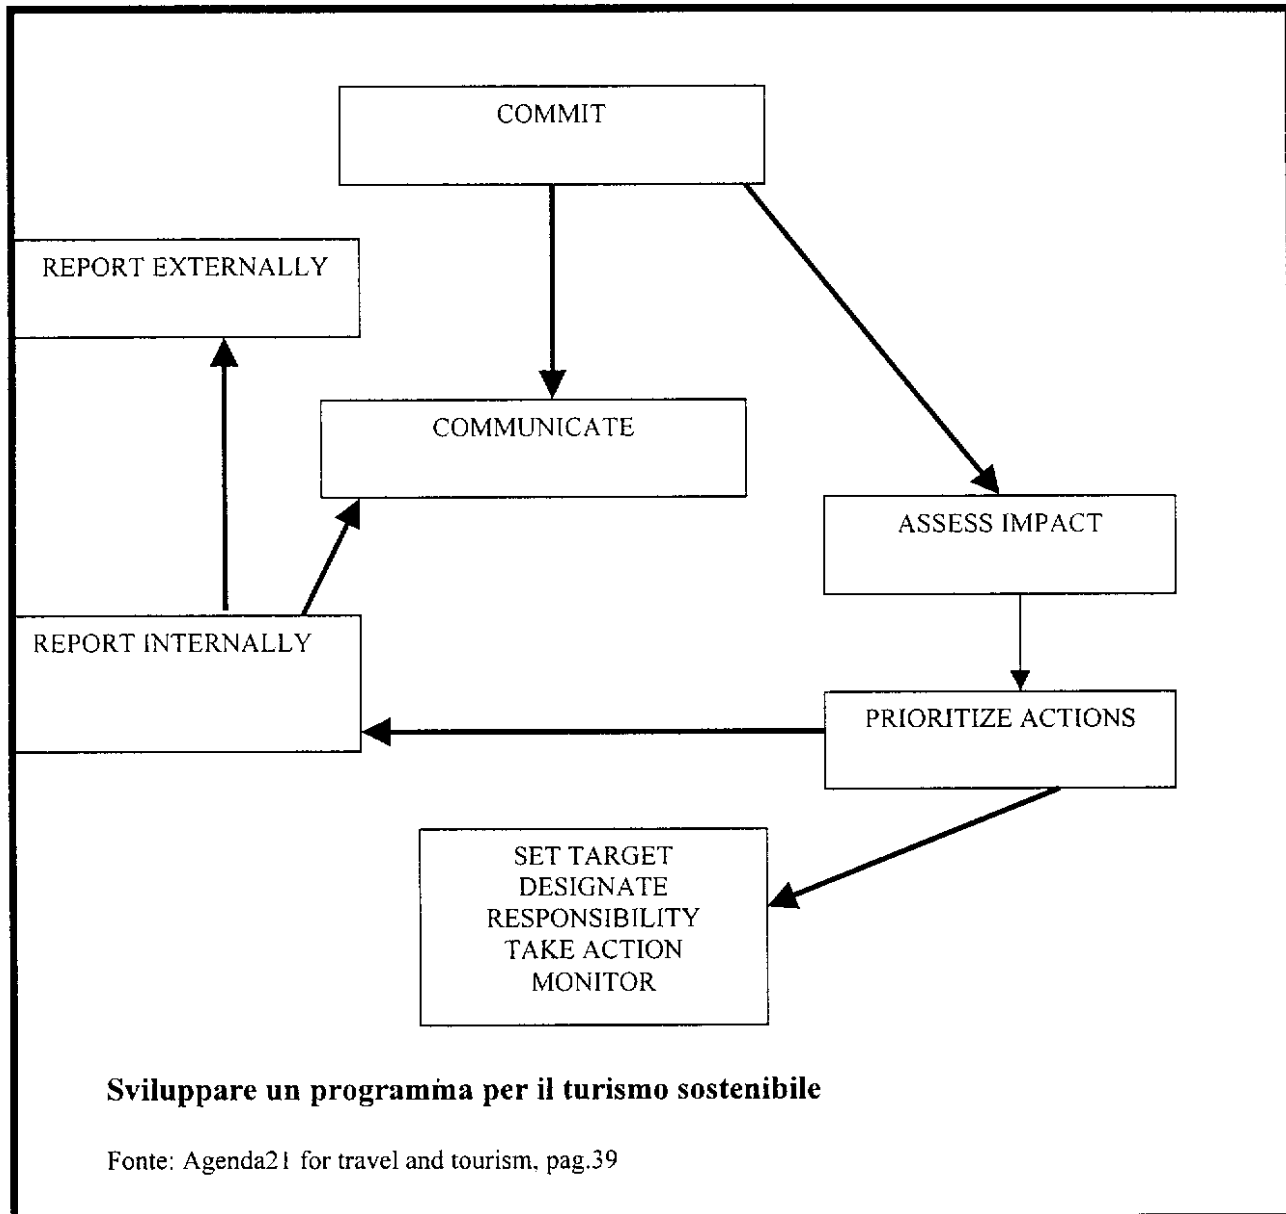 COMMIT
REPORT EXTERNALLY
COMMUNICATE
ASSESS IMPACT
REPORT INTERNALLY
PRIORITIZE ACTIONS
SET TARGET
DESIGNATE
RESPONSIBILITY
TAKE ACTION
MONITOR
Sviluppare un programma per il turismo sostenibile
Fonte: Agenda21 for travel and tourism, pag.39